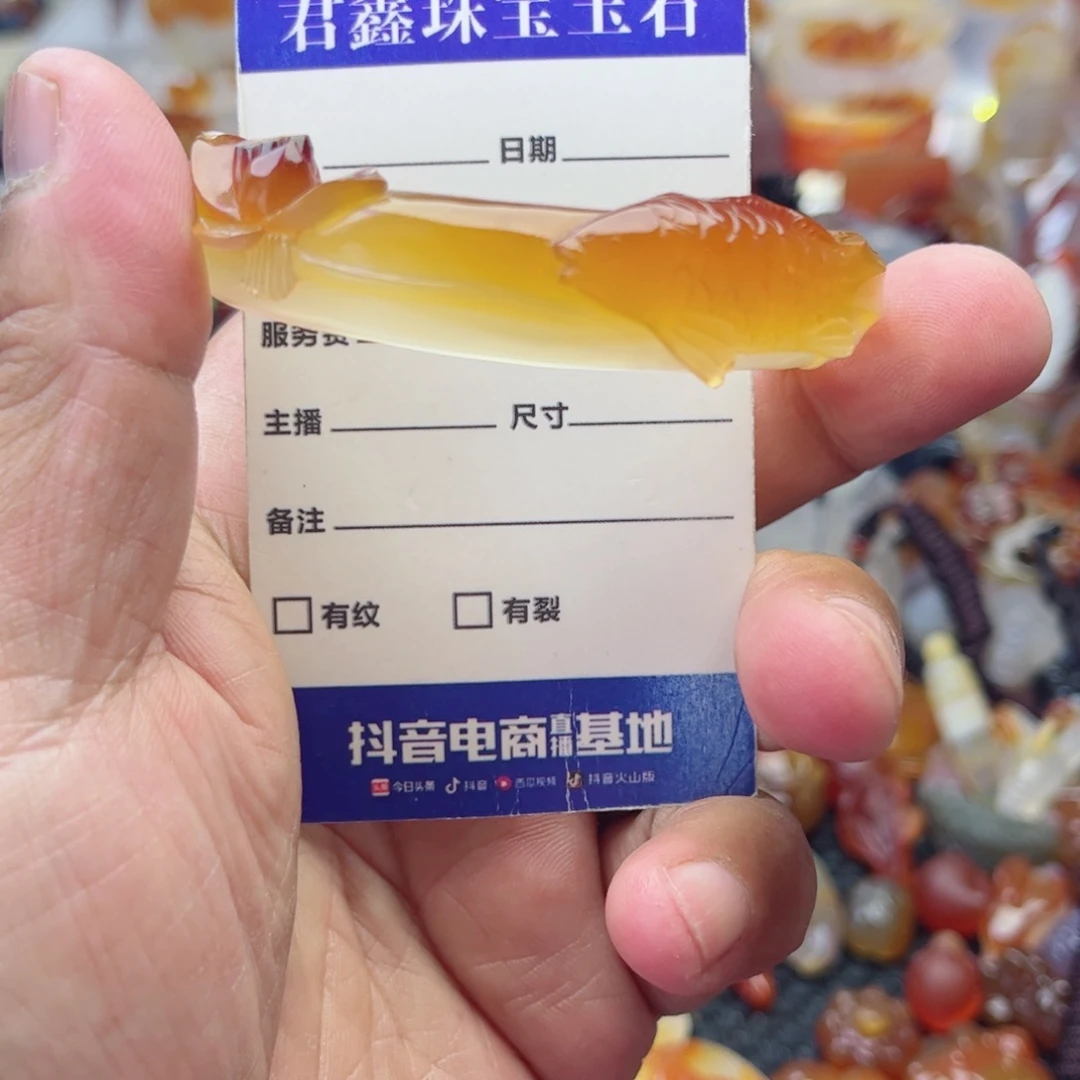 君鑫珠宝玉石
日期
服务费
主播 尺寸
备注
有纹 有裂
抖音电商直播基地
头条 今日头条 抖音 西瓜视频 抖音火山版